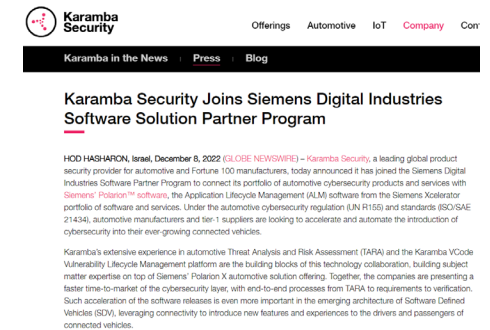 Karamba
Security
Offerings Automotive IoT Company Con
Karamba in the News Press Blog
Karamba Security Joins Siemens Digital Industries
Software Solution Partner Program
HOD HASHARON, Israel, December 8, 2022 (GLOBE NEWSWIRE) – Karamba Security, a leading global product
security provider for automotive and Fortune 100 manufacturers, today announced it has joined the Siemens Digital
Industries Software Partner Program to connect its portfolio of automotive cybersecurity products and services with
Siemens' Polarion™ software, the Application Lifecycle Management (ALM) software from the Siemens Xcelerator
portfolio of software and services. Under the automotive cybersecurity regulation (UN R155) and standards (ISO/SAE
21434), automotive manufacturers and tier-1 suppliers are looking to accelerate and automate the introduction of
cybersecurity into their ever-growing connected vehicles.
Karamba's extensive experience in automotive Threat Analysis and Risk Assessment (TARA) and the Karamba VCode
Vulnerability Lifecycle Management platform are the building blocks of this technology collaboration, building subject
matter expertise on top of Siemens' Polarion X automotive solution offering. Together, the companies are presenting a
faster time-to-market of the cybersecurity layer, with end-to-end processes from TARA to requirements to verification.
Such acceleration of the software releases is even more important in the emerging architecture of Software Defined
Vehicles (SDV), leveraging connectivity to introduce new features and experiences to the drivers and passengers of
connected vehicles.